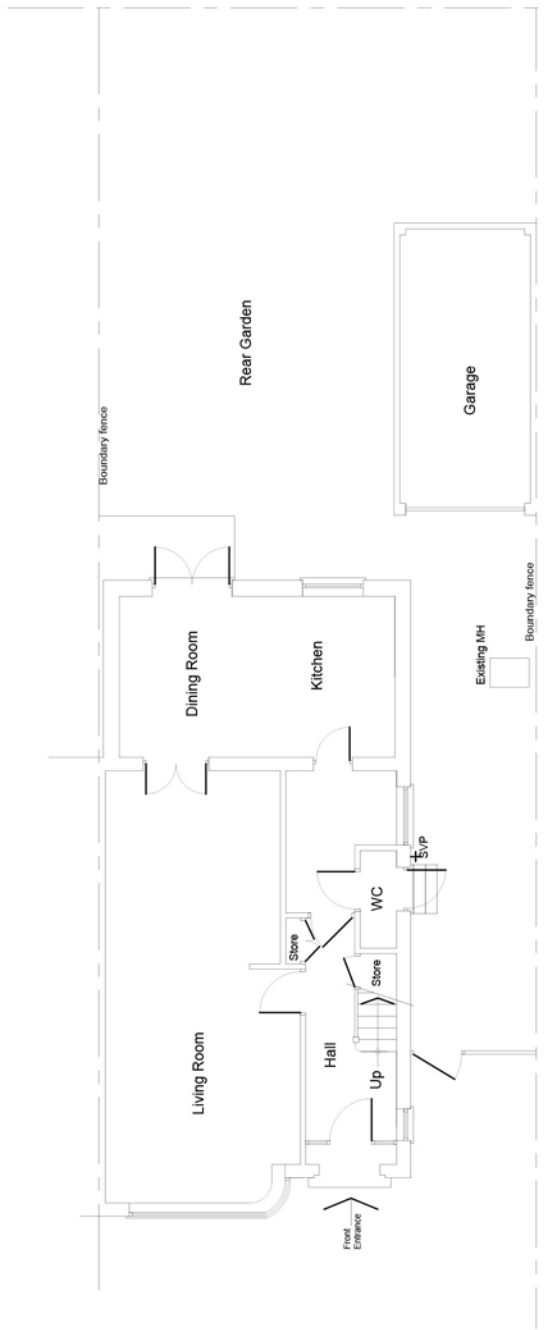 Boundary fence
Rear Garden
Garage
Boundary fence
Existing MH
Dining Room
Kitchen
SVP
WC
Store
Store
Living Room
Hall
Up
Front
Entrance